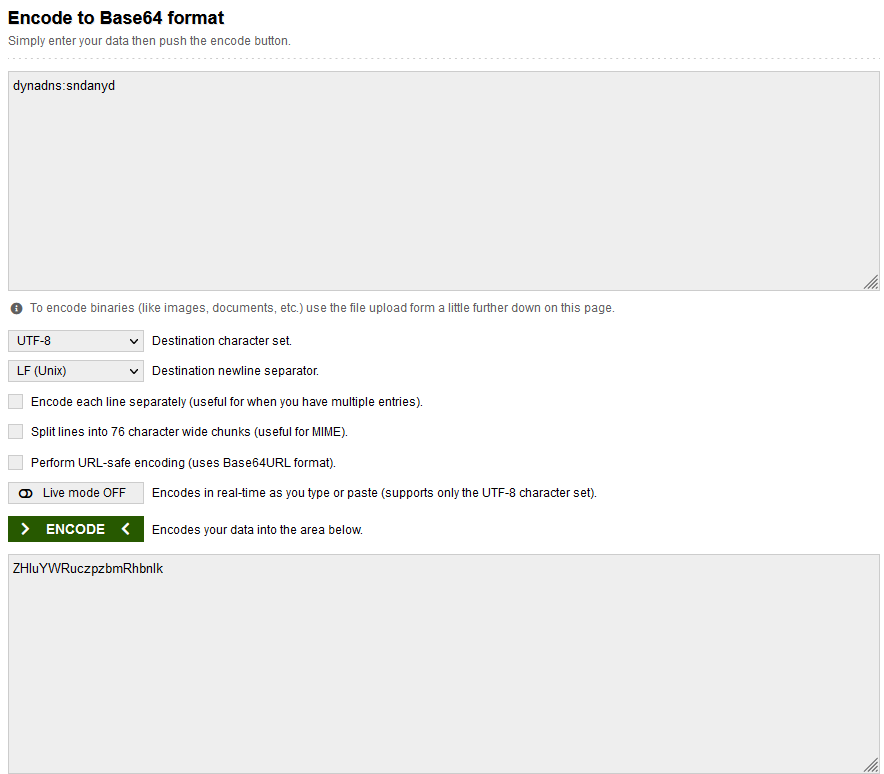 Encode to Base64 format
Simply enter your data then push the encode button.
dynadns:sndanyd
To encode binaries (like images, documents, etc.) use the file upload form a little further down on this page.
UTF-8 Destination character set.
LF (Unix) Destination newline separator.
Encode each line separately (useful for when you have multiple entries).
Split lines into 76 character wide chunks (useful for MIME).
Perform URL-safe encoding (uses Base64URL format).
Live mode OFF Encodes in real-time as you type or paste (supports only the UTF-8 character set).
> ENCODE < Encodes your data into the area below.
ZHluYWRuczpzbmRhbnlk